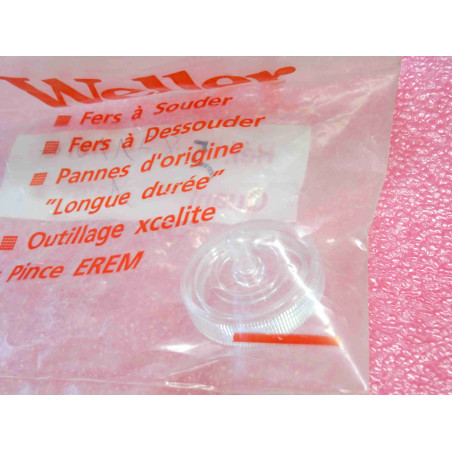 Weller
Fers à Souder
Fers à Dessouder
Pannes d'origine
"Longue durée"
Outillage xcelite
Pince EREM